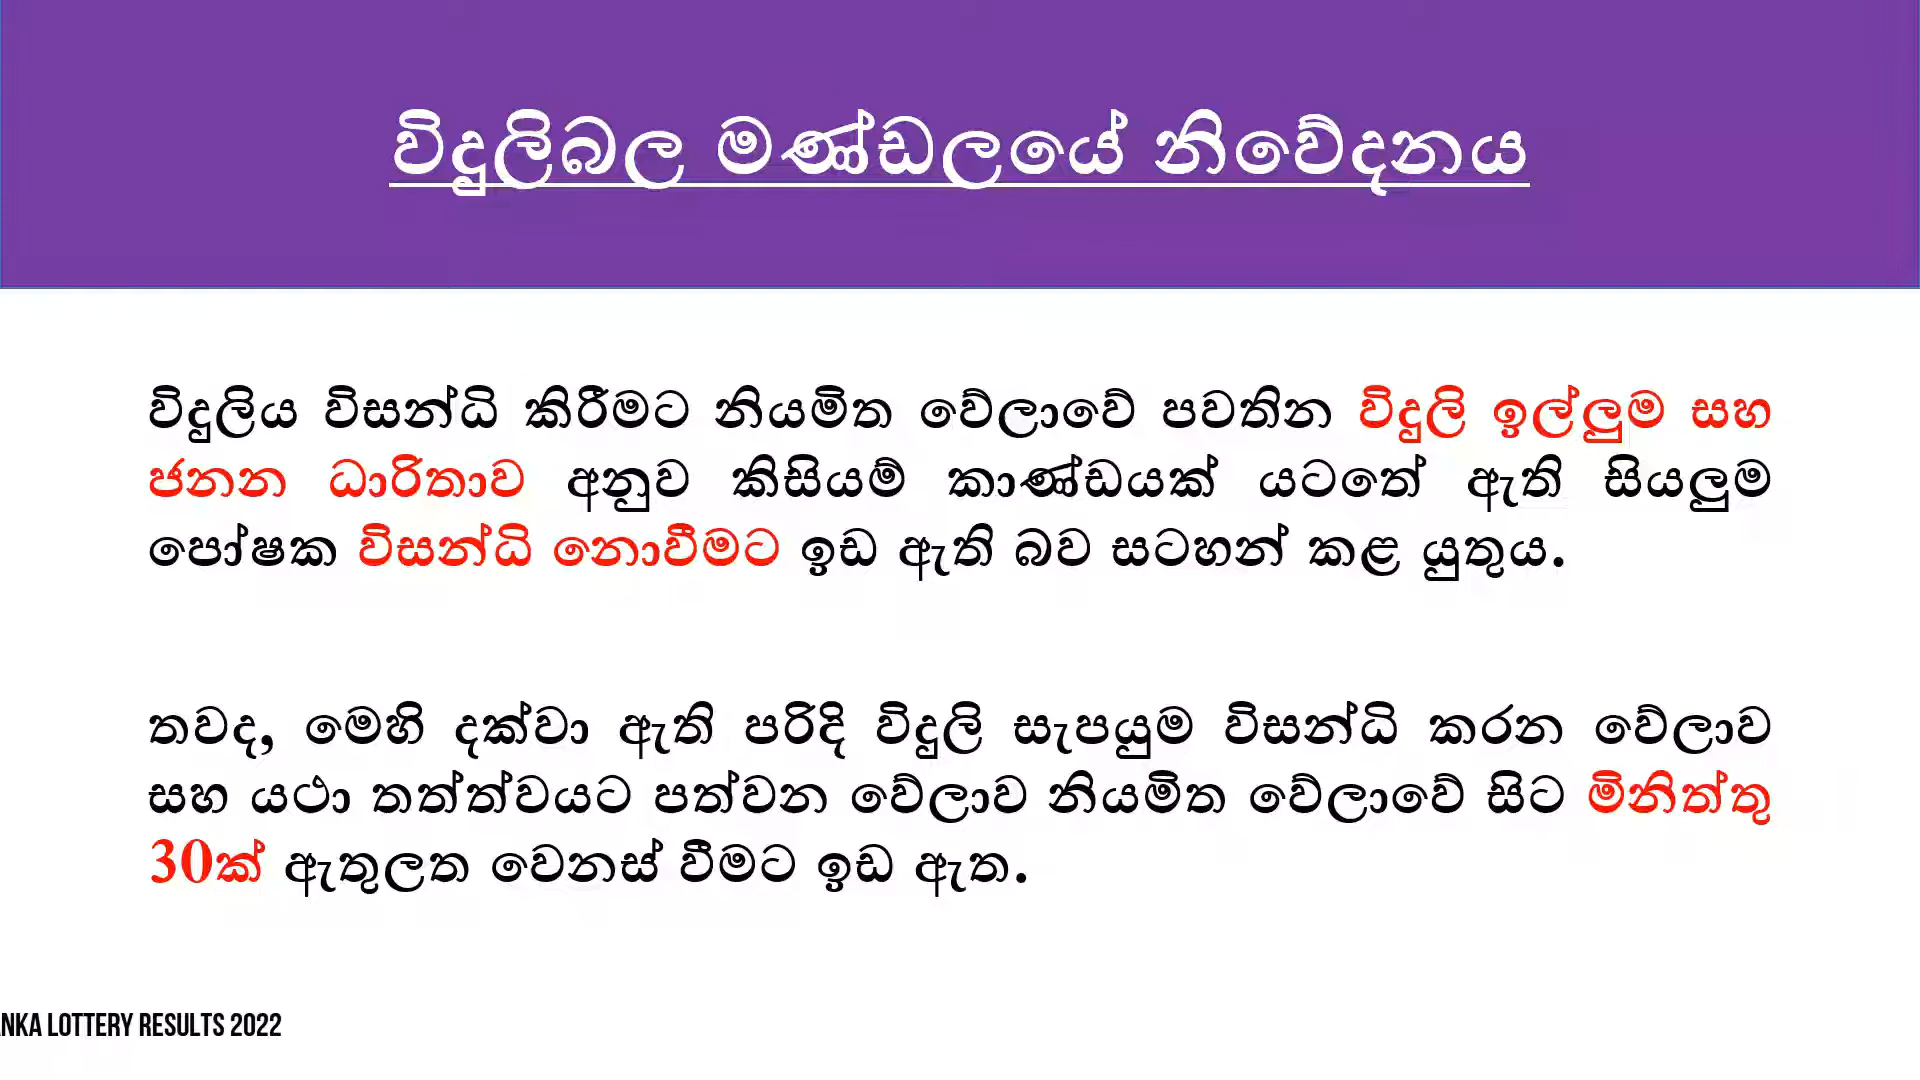 විදුලිබල මණ්ඩලයේ නිවේදනය
විදුලිය විසන්ධි කිරීමට නියමිත වේලාවේ පවතින විදුලි ඉල්ලුම සහ
ජනන ධාරිතාව අනුව කිසියම් කාණ්ඩයක් යටතේ ඇති සියලුම
පෝෂක විසන්ධි නොවීමට ඉඩ ඇති බව සටහන් කළ යුතුය.
තවද, මෙහි දක්වා ඇති පරිදි විදුලි සැපයුම විසන්ධි කරන වේලාව
සහ යථා තත්ත්වයට පත්වන වේලාව නියමිත වේලාවේ සිට මිනිත්තු
30ක් ඇතුලත වෙනස් වීමට ඉඩ ඇත.
NKA LOTTERY RESULTS 2022